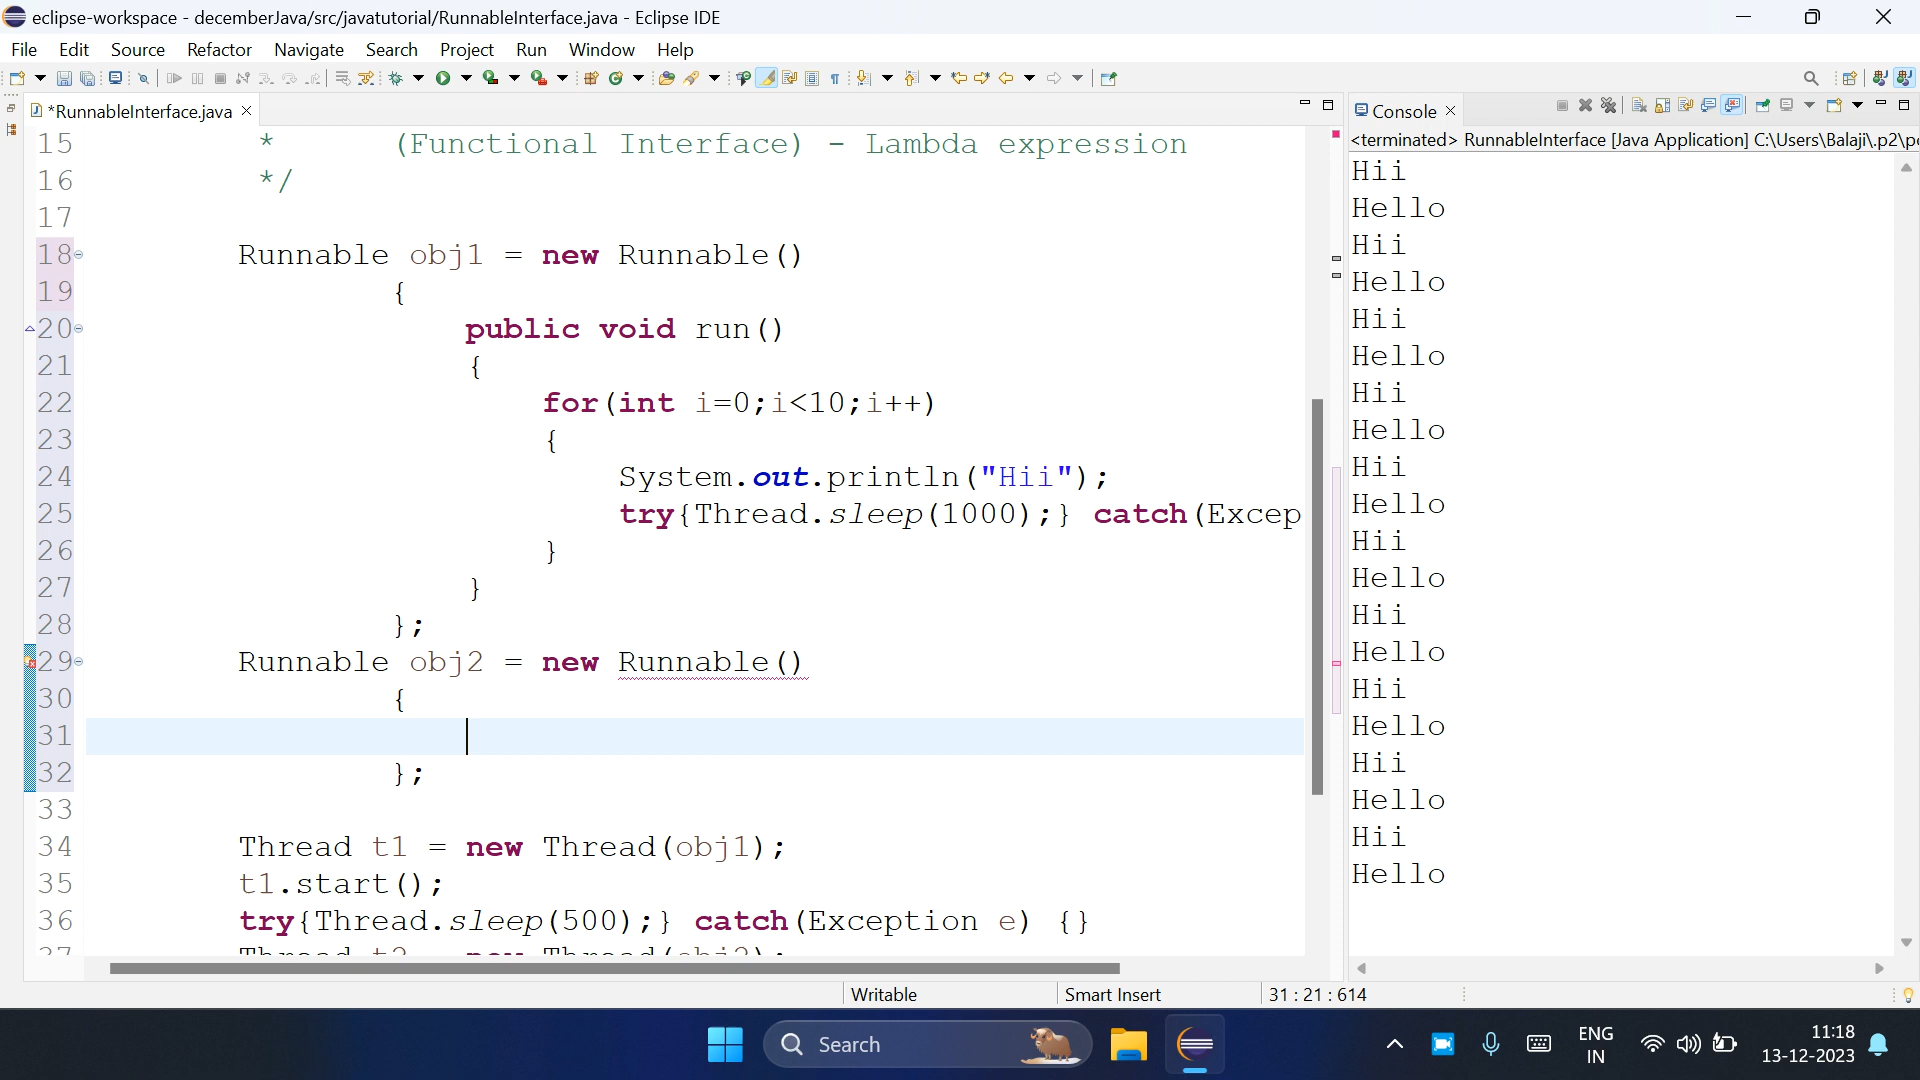 eclipse-workspace - decemberJava/src/javatutorial/RunnableInterface.java - Eclipse IDE
File Edit Source Refactor Navigate Search Project Run Window Help
*RunnableInterface.java
15 * (Functional Interface) - Lambda expression
16 */
17
18 Runnable obj1 = new Runnable()
19 {
20 public void run()
21 {
22 for(int i=0;i<10;i++)
23 {
24 System.out.println("Hii");
25 try{Thread.sleep(1000);} catch(Excep
26 }
27 }
28 };
29 Runnable obj2 = new Runnable()
30 {
31
32 };
33
34 Thread t1 = new Thread(obj1);
35 t1.start();
36 try{Thread.sleep(500);} catch(Exception e) {}
37 Thread t2 = new Thread(obj2);
Console
<terminated> RunnableInterface [Java Application] C:\Users\Balaji\.p2\p
Hii
Hello
Hii
Hello
Hii
Hello
Hii
Hello
Hii
Hello
Hii
Hello
Hii
Hello
Hii
Hello
Hii
Hello
Hii
Hello
Writable Smart Insert 31 : 21 : 614
Search
ENG
IN
11:18
13-12-2023